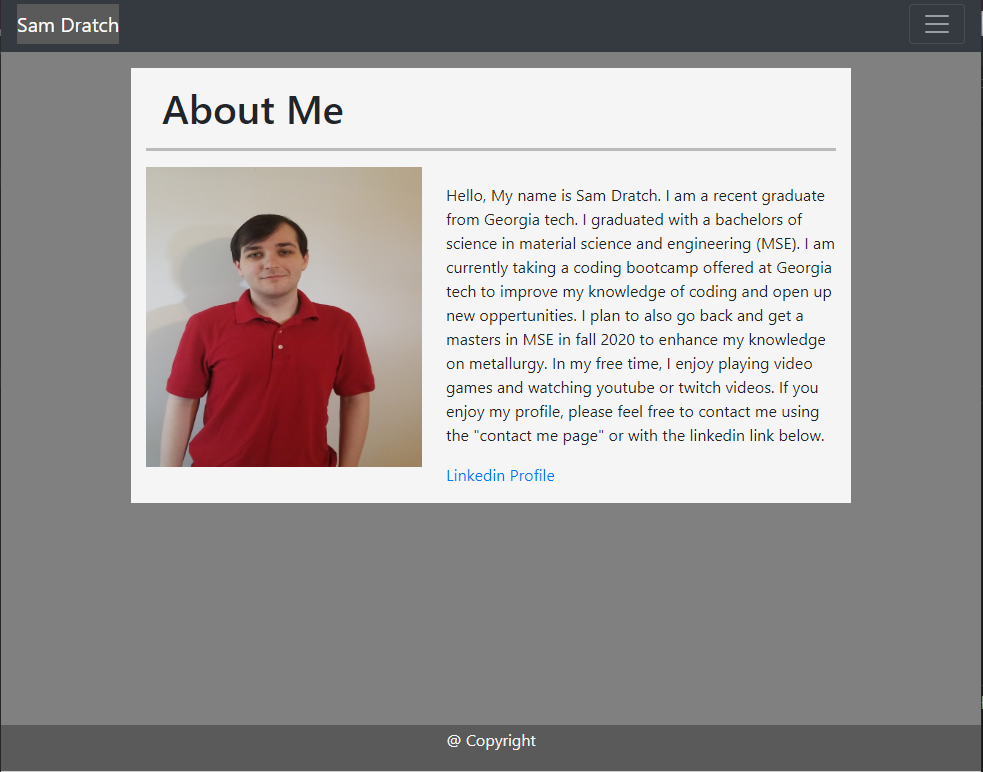 Sam Dratch
About Me
Hello, My name is Sam Dratch. I am a recent graduate
from Georgia tech. I graduated with a bachelors of
science in material science and engineering (MSE). I am
currently taking a coding bootcamp offered at Georgia
tech to improve my knowledge of coding and open up
new oppertunities. I plan to also go back and get a
masters in MSE in fall 2020 to enhance my knowledge
on metallurgy. In my free time, I enjoy playing video
games and watching youtube or twitch videos. If you
enjoy my profile, please feel free to contact me using
the "contact me page" or with the linkedin link below.
Linkedin Profile
@ Copyright